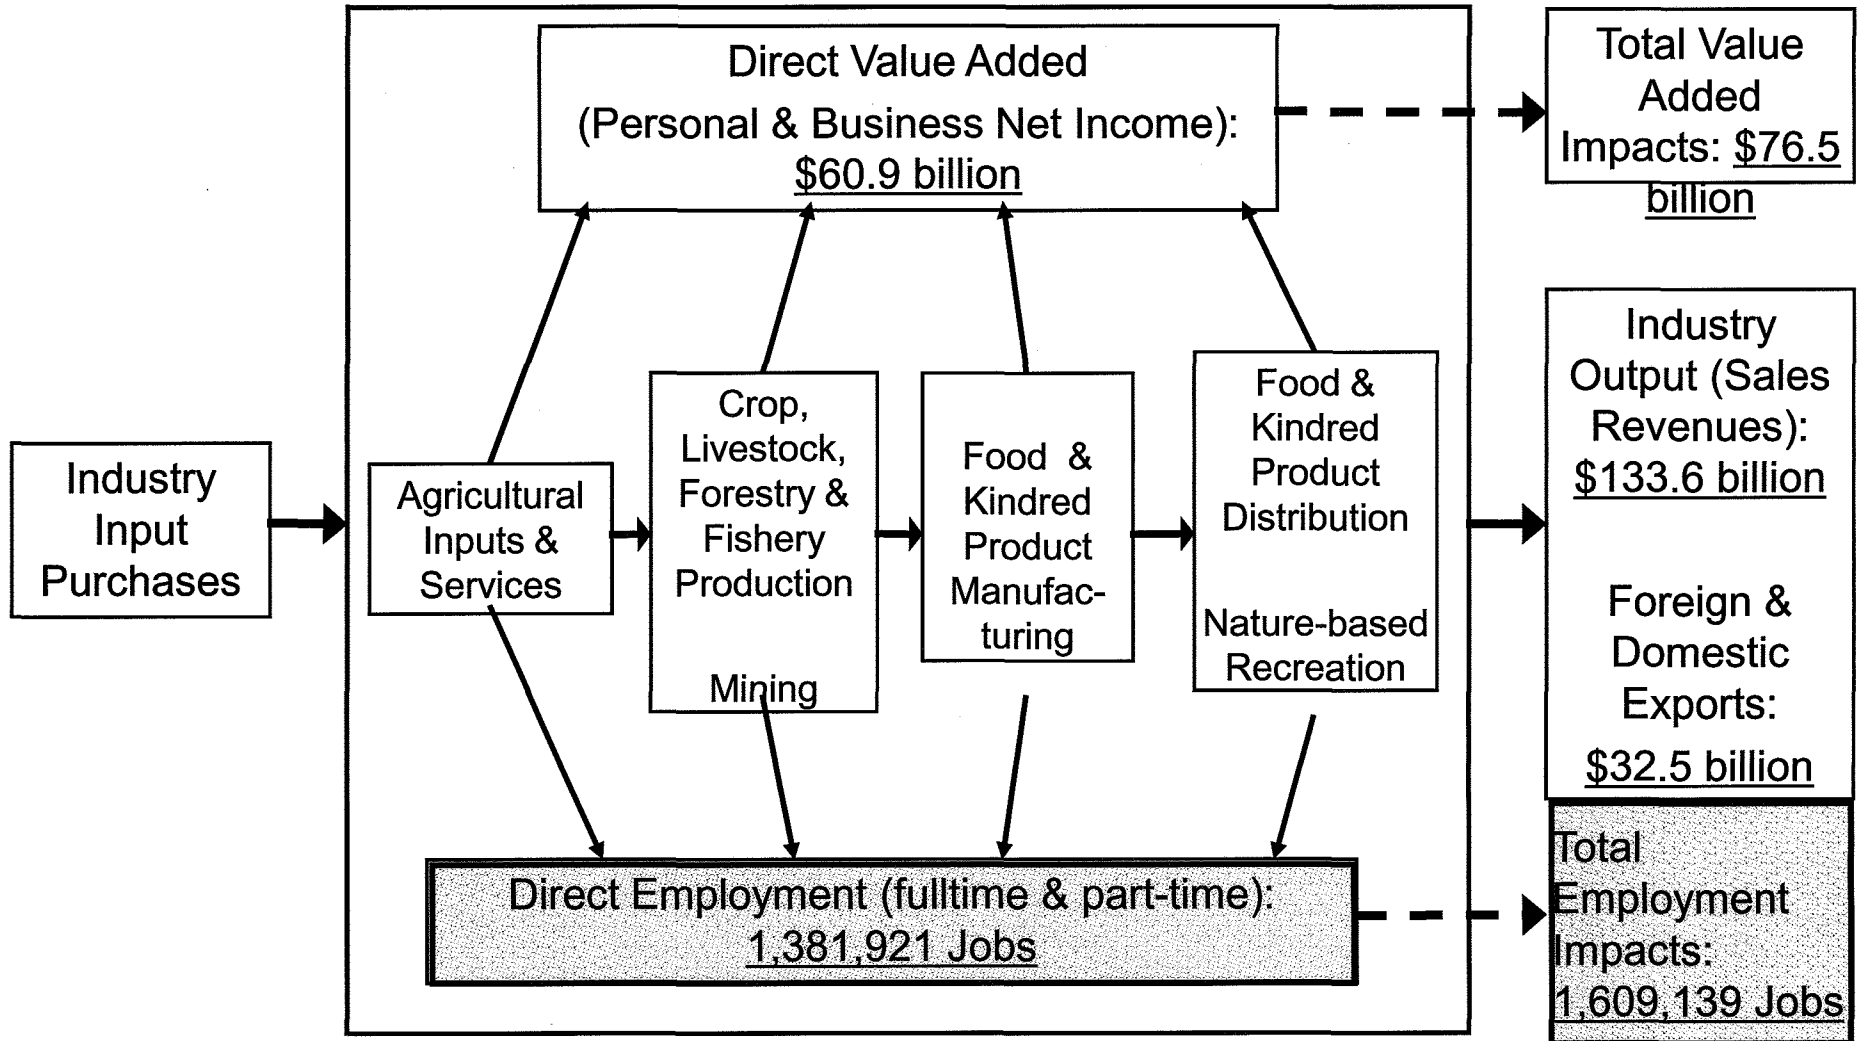 Direct Value Added
(Personal & Business Net Income):
$60.9 billion
Total Value
Added
Impacts: $76.5
billion
Industry
Input
Purchases
Agricultural
Inputs &
Services
Crop,
Livestock,
Forestry &
Fishery
Production
Mining
Food &
Kindred
Product
Manufac-
turing
Food &
Kindred
Product
Distribution
Nature-based
Recreation
Industry
Output (Sales
Revenues):
$133.6 billion
Foreign &
Domestic
Exports:
$32.5 billion
Direct Employment (fulltime & part-time):
1,381,921 Jobs
Total
Employment
Impacts:
1,609,139 Jobs